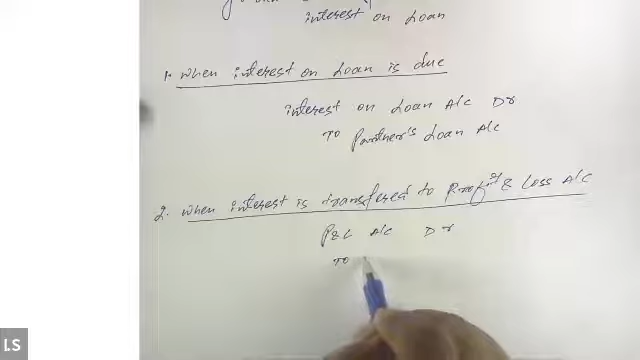 interest on Loan
1. When interest on Loan is due
interest on Loan A/c Dr
To Partner's Loan A/c
2. When interest is transfered to Profit & Loss A/c
P&L A/c Dr
To
LS